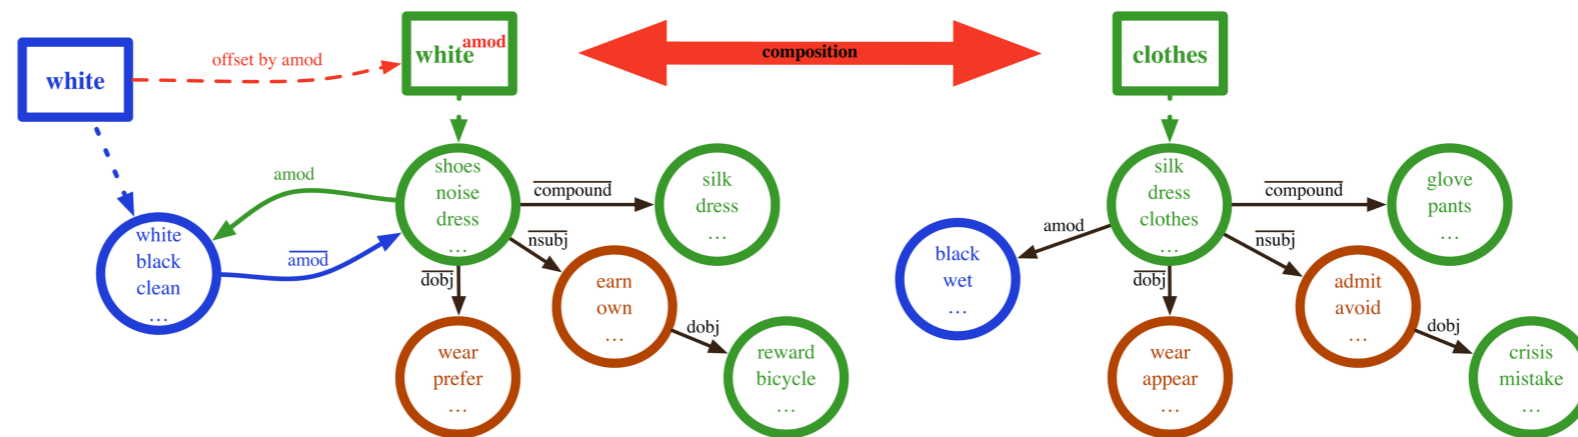 white
offset by amod
white^amod
composition
clothes
amod
amod
white
black
clean
…
shoes
noise
dress
…
compound
silk
dress
…
nsubj
dobj
earn
own
…
dobj
wear
prefer
…
reward
bicycle
…
amod
black
wet
…
silk
dress
clothes
…
compound
glove
pants
…
nsubj
dobj
admit
avoid
…
dobj
wear
appear
…
crisis
mistake
…